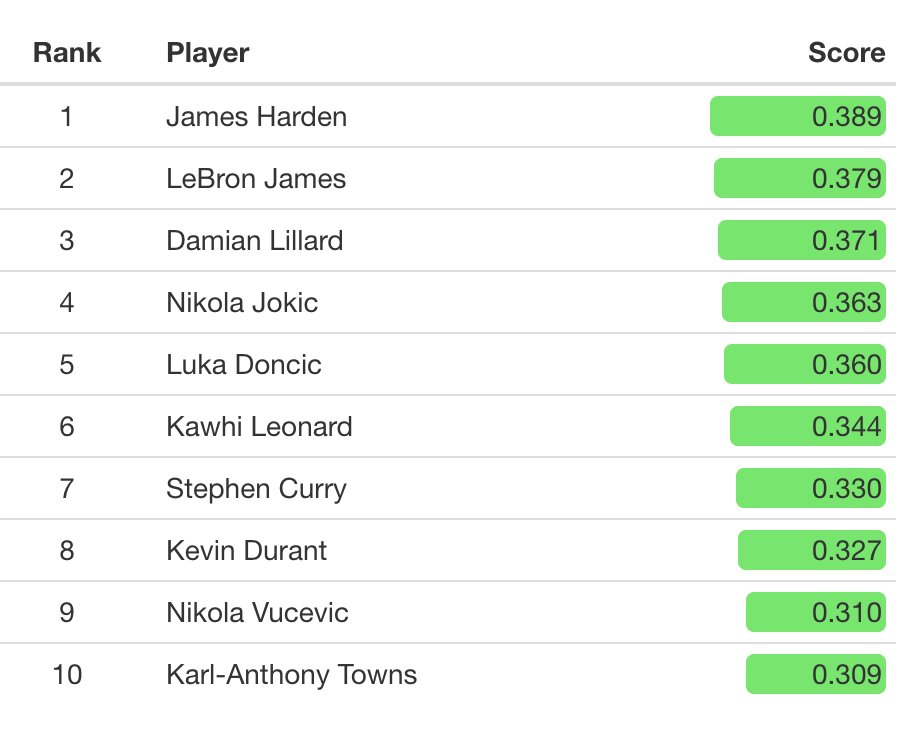 Rank Player Score
1 James Harden 0.389
2 LeBron James 0.379
3 Damian Lillard 0.371
4 Nikola Jokic 0.363
5 Luka Doncic 0.360
6 Kawhi Leonard 0.344
7 Stephen Curry 0.330
8 Kevin Durant 0.327
9 Nikola Vucevic 0.310
10 Karl-Anthony Towns 0.309